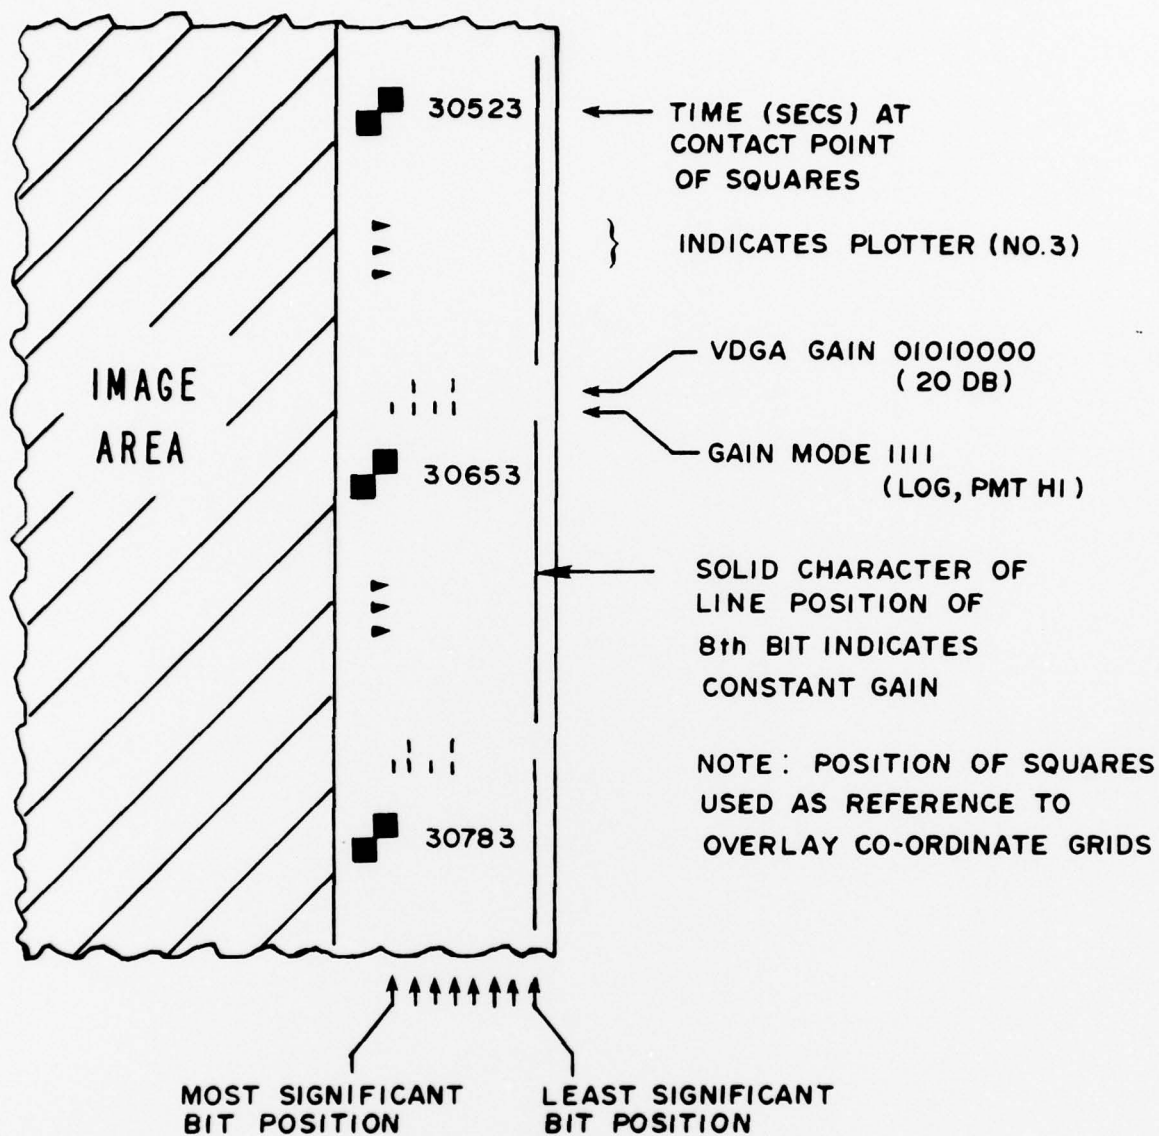 30523
TIME (SECS) AT
CONTACT POINT
OF SQUARES
INDICATES PLOTTER (NO.3)
VDGA GAIN 01010000
(20 DB)
IMAGE
AREA
GAIN MODE 1111
(LOG, PMT HI)
30653
SOLID CHARACTER OF
LINE POSITION OF
8th BIT INDICATES
CONSTANT GAIN
NOTE: POSITION OF SQUARES
USED AS REFERENCE TO
OVERLAY CO-ORDINATE GRIDS
30783
MOST SIGNIFICANT
BIT POSITION
LEAST SIGNIFICANT
BIT POSITION